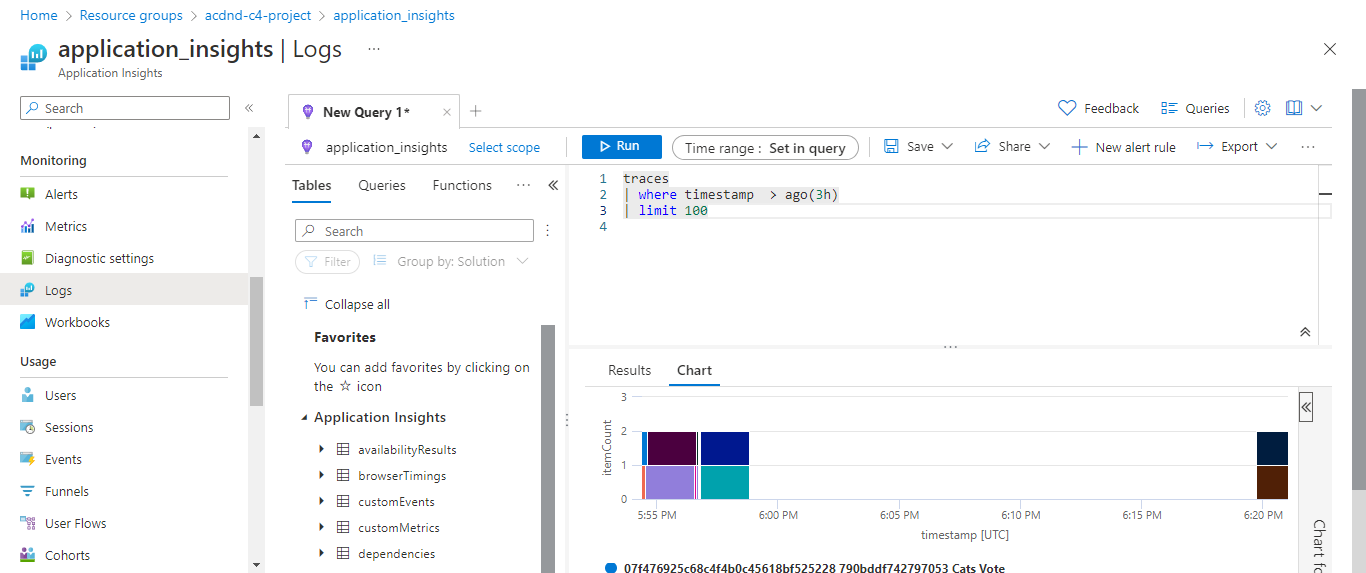 Home > Resource groups > acdnd-c4-project > application_insights
application_insights | Logs ...
Application Insights
Search «
Monitoring
Alerts
Metrics
Diagnostic settings
Logs
Workbooks
Usage
Users
Sessions
Events
Funnels
User Flows
Cohorts
New Query 1*
Feedback Queries
application_insights Select scope Run Time range : Set in query Save Share New alert rule Export ...
Tables Queries Functions ... «
Search
Filter Group by: Solution
Collapse all
Favorites
You can add favorites by clicking on
the ☆ icon
Application Insights
availabilityResults
browserTimings
customEvents
customMetrics
dependencies
1 traces
2 | where timestamp > ago(3h)
3 | limit 100
4
Results Chart
itemCount
3
2
1
0
5:55 PM 6:00 PM 6:05 PM 6:10 PM 6:15 PM 6:20 PM
timestamp [UTC]
07f476925c68c4f4b0c45618bf525228 790bddf742797053 Cats Vote
«